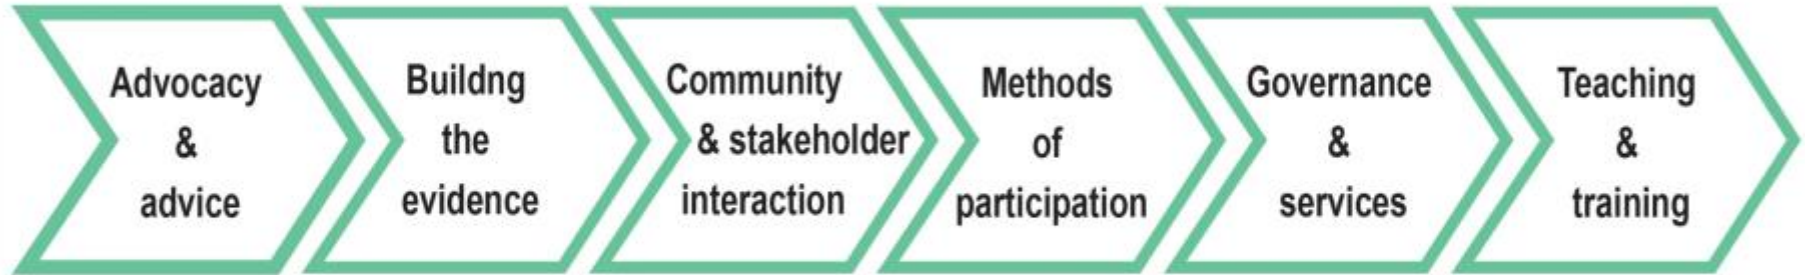 Advocacy
&
advice
Buildng
the
evidence
Community
& stakeholder
interaction
Methods
of
participation
Governance
&
services
Teaching
&
training